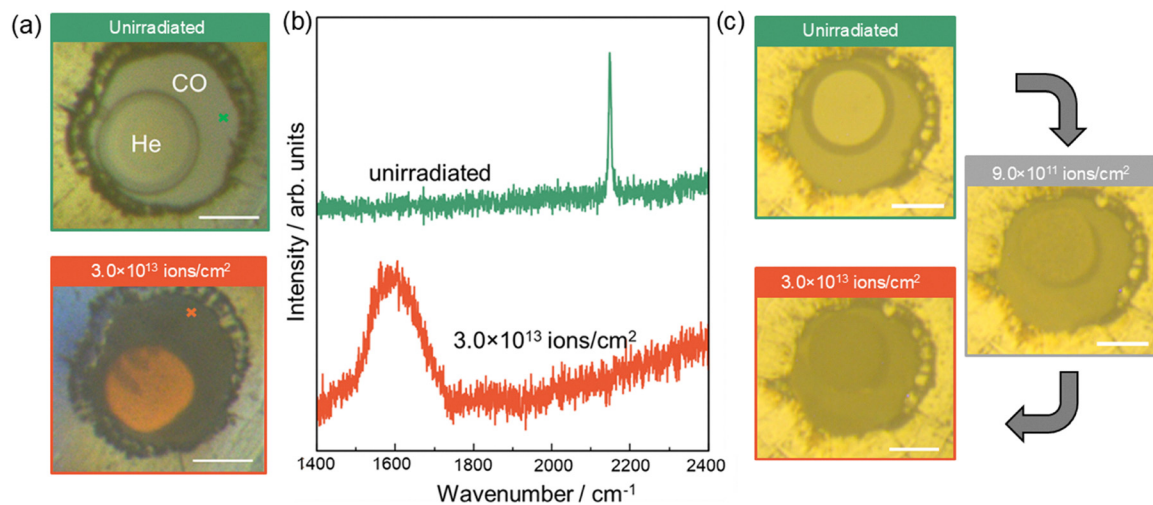 (a)
Unirradiated
CO
He
3.0×10¹³ ions/cm²
(b)
Intensity / arb. units
unirradiated
3.0×10¹³ ions/cm²
1400 1600 1800 2000 2200 2400
Wavenumber / cm⁻¹
(c)
Unirradiated
9.0×10¹¹ ions/cm²
3.0×10¹³ ions/cm²